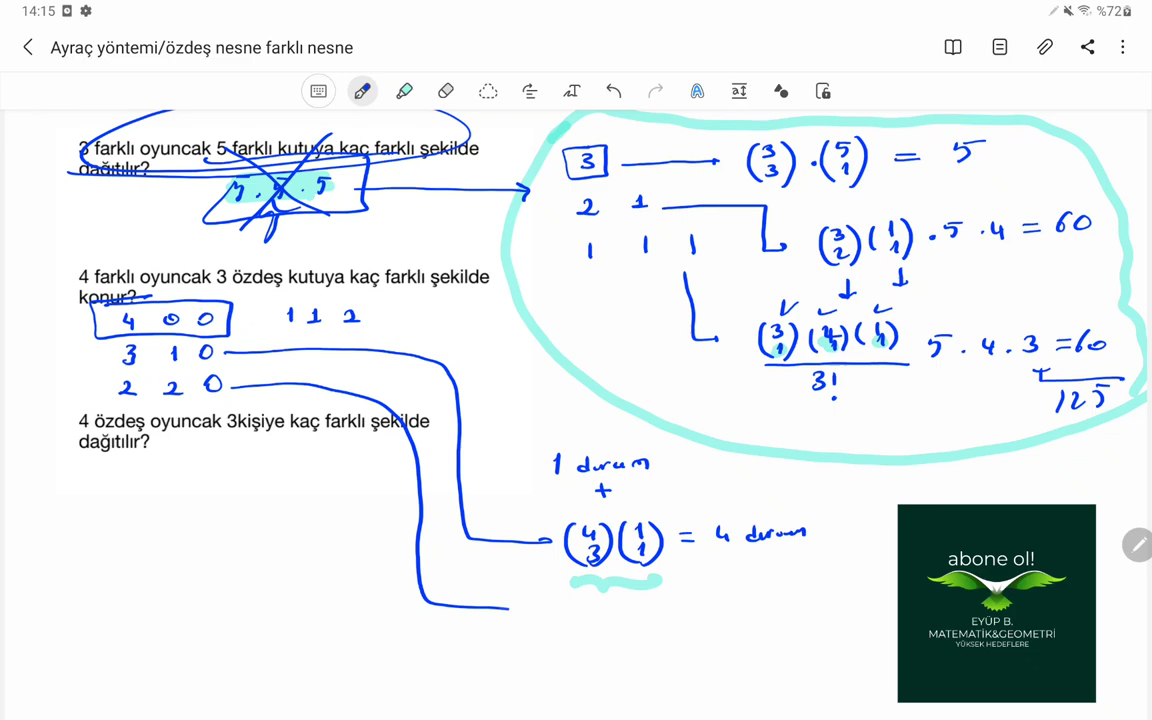 14:15 %72
Ayraç yöntemi/özdeş nesne farklı nesne
3 farklı oyuncak 5 farklı kutuya kaç farklı şekilde
dağıtılır?
5 . 5 . 5
3 → (3 3) . (5 1) = 5
2 1
(3 2) (1 1) . 5 . 4 = 60
1 1 1
(3 1) (2 1) (1 1) 5 . 4 . 3 = 60
3!
125
4 farklı oyuncak 3 özdeş kutuya kaç farklı şekilde
konur?
4 0 0 1 1 2
3 1 0
2 2 0
4 özdeş oyuncak 3kişiye kaç farklı şekilde
dağıtılır?
1 durum
+
(4 3) (1 1) = 4 durum
abone ol!
EYÜP B.
MATEMATİK&GEOMETRİ
YÜKSEK HEDEFLERE